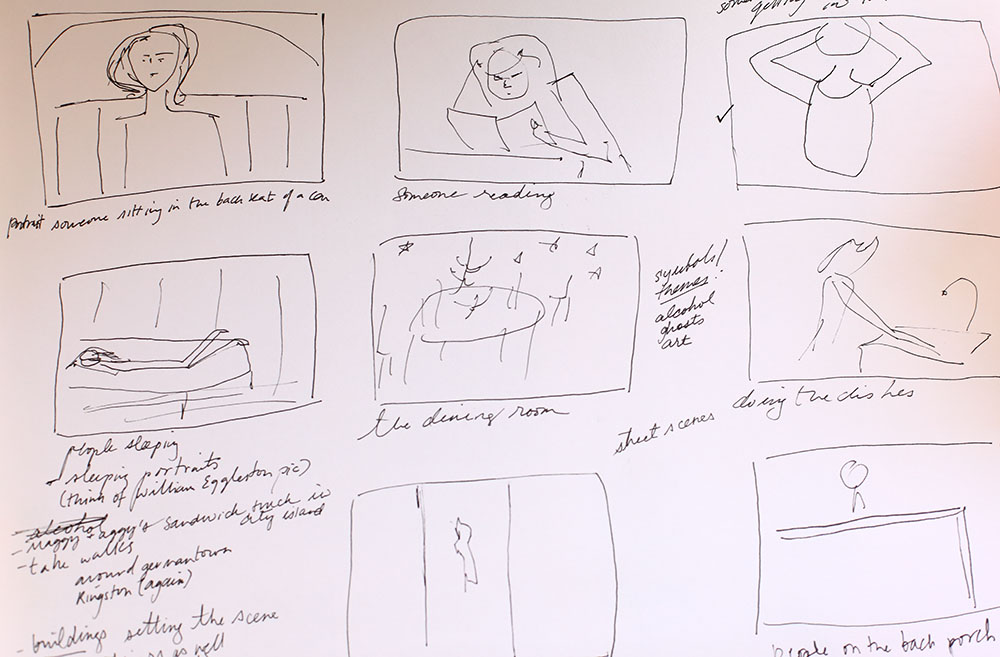 getting in
portrait someone sitting in the back seat of a car
someone reading
symbols/
themes:
alcohol
ghosts
art
people sleeping
- sleeping portraits
(think of William Eggleston pic)
- alcohol
- Maggy + aggy's sandwich truck in
city island
- take walks
around germantown
Kingston (again)
- buildings setting the scene
as well
the dining room
street scenes
doing the dishes
people on the back porch